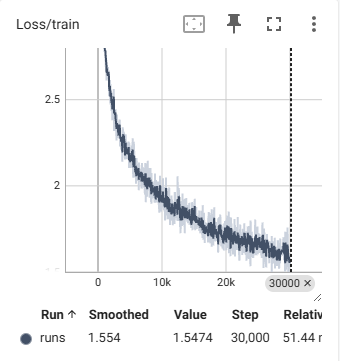 Loss/train
2.5
2
0 10k 20k 30000 ×
Run ↑ Smoothed Value Step Relativ
runs 1.554 1.5474 30,000 51.44